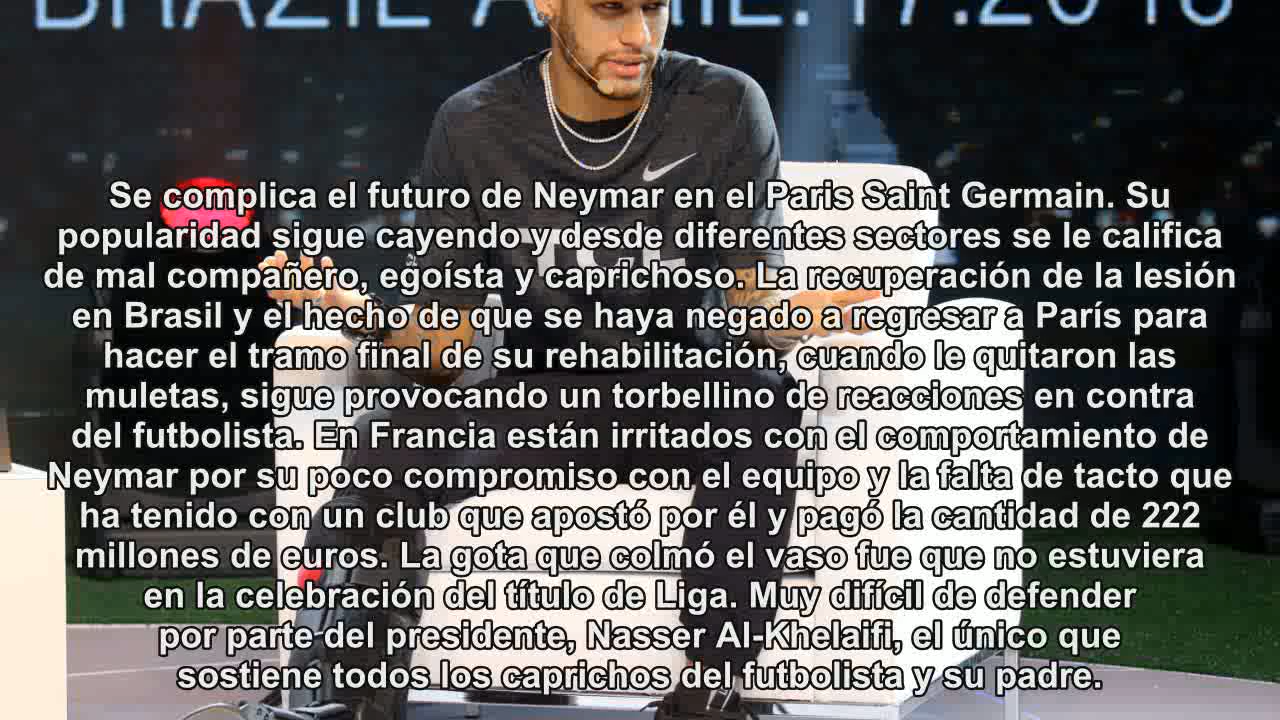 BRAZIL APRIL.17.2018
TCL
Se complica el futuro de Neymar en el Paris Saint Germain. Su
popularidad sigue cayendo y desde diferentes sectores se le califica
de mal compañero, egoísta y caprichoso. La recuperación de la lesión
en Brasil y el hecho de que se haya negado a regresar a París para
hacer el tramo final de su rehabilitación, cuando le quitaron las
muletas, sigue provocando un torbellino de reacciones en contra
del futbolista. En Francia están irritados con el comportamiento de
Neymar por su poco compromiso con el equipo y la falta de tacto que
ha tenido con un club que apostó por él y pagó la cantidad de 222
millones de euros. La gota que colmó el vaso fue que no estuviera
en la celebración del título de Liga. Muy difícil de defender
por parte del presidente, Nasser Al-Khelaifi, el único que
sostiene todos los caprichos del futbolista y su padre.